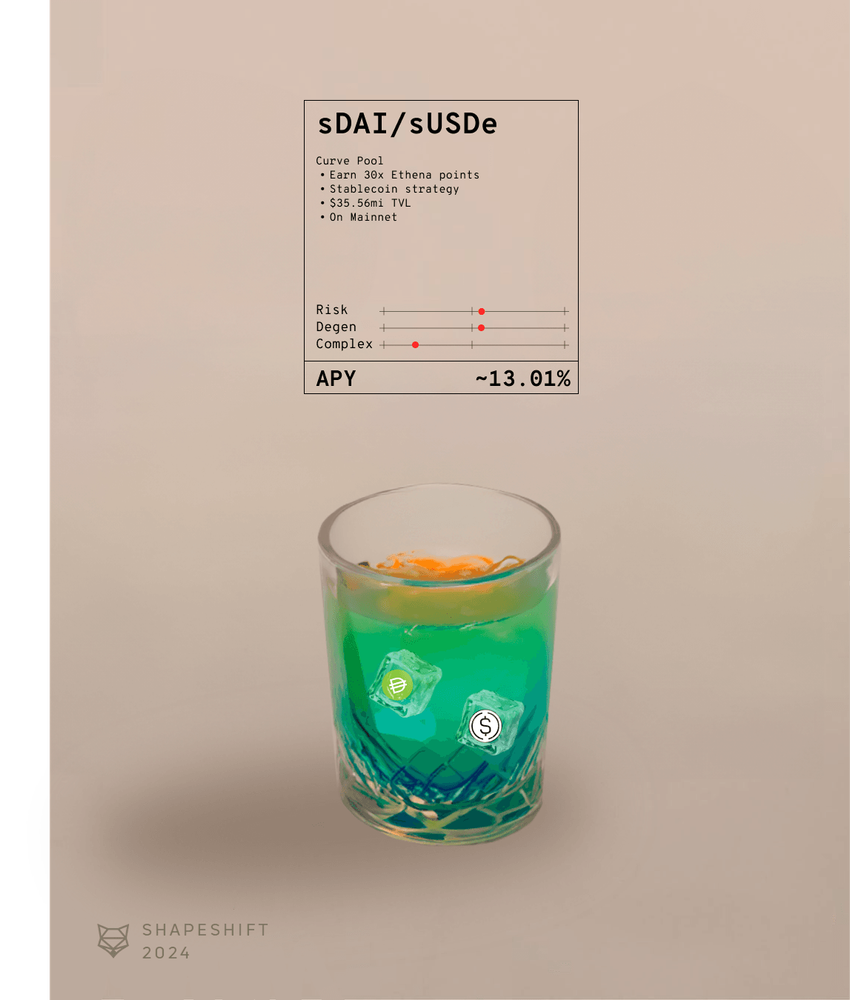 sDAI/sUSDe
Curve Pool
• Earn 30x Ethena points
• Stablecoin strategy
• $35.56mi TVL
• On Mainnet
Risk
Degen
Complex
APY ~13.01%
$
SHAPESHIFT
2024